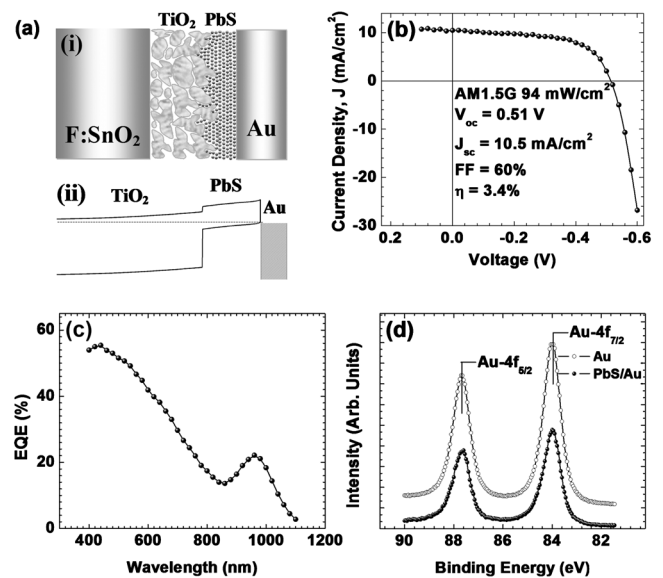 (a)
TiO₂ PbS
(i)
F:SnO₂
Au
(ii)
TiO₂
PbS
Au
(b)
Current Density, J (mA/cm²)
10
0
-10
-20
-30
AM1.5G 94 mW/cm²
Voc = 0.51 V
Jsc = 10.5 mA/cm²
FF = 60%
η = 3.4%
0.2 0.0 -0.2 -0.4 -0.6
Voltage (V)
(c)
EQE (%)
60
40
20
0
400 600 800 1000 1200
Wavelength (nm)
(d)
Intensity (Arb. Units)
Au-4f7/2
Au-4f5/2
Au
PbS/Au
90 88 86 84 82
Binding Energy (eV)